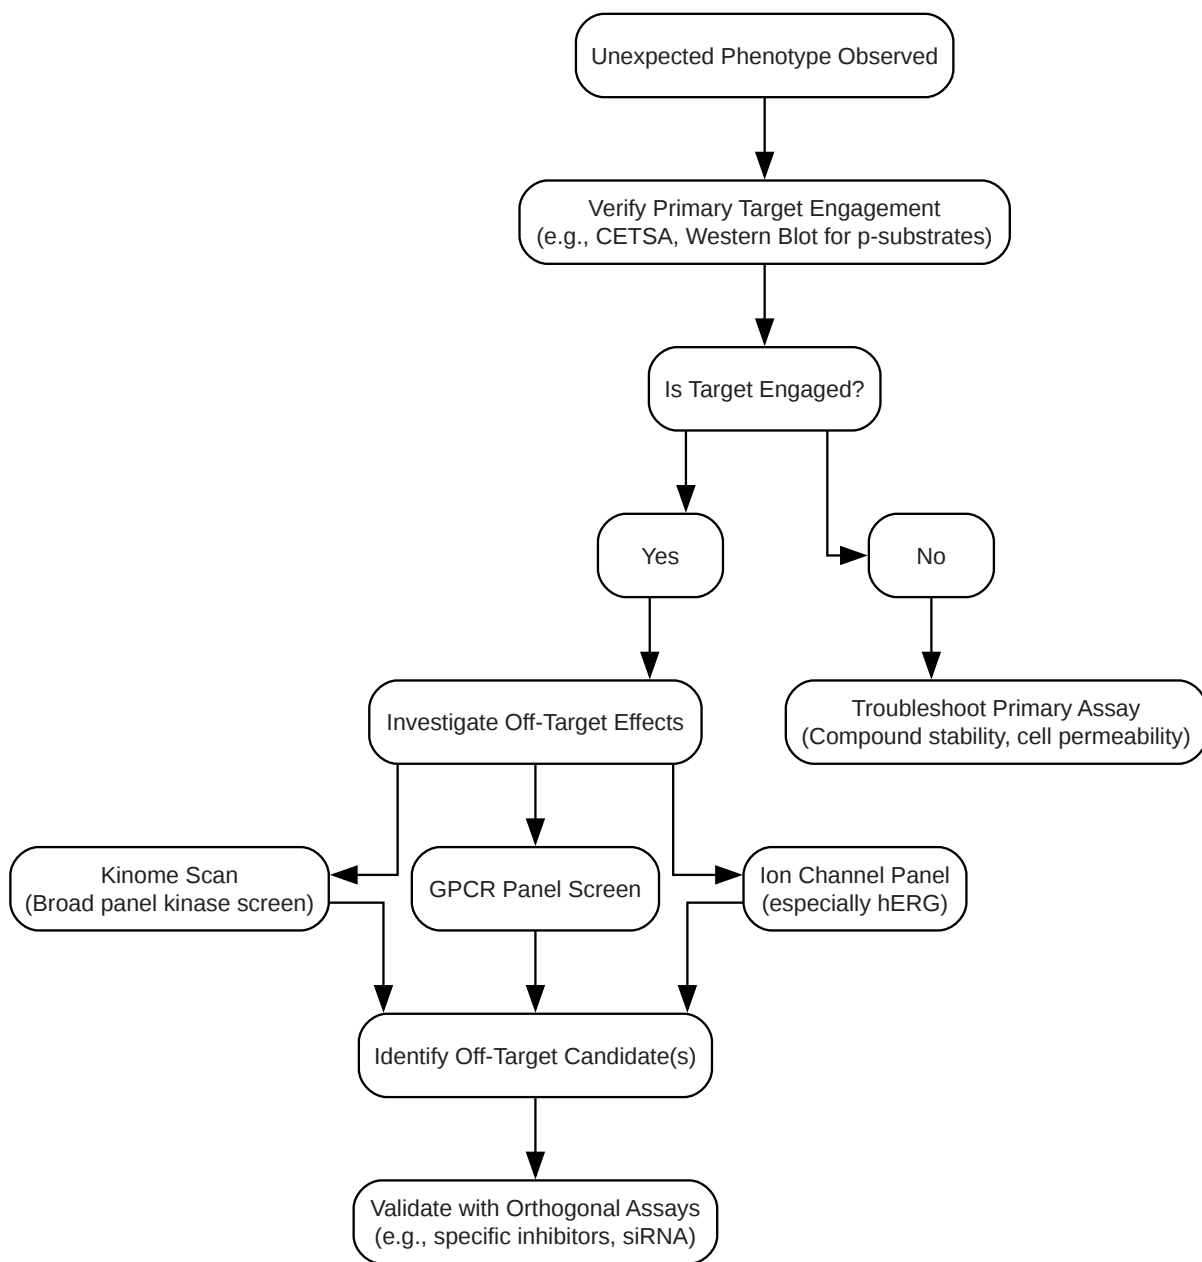 Unexpected Phenotype Observed
Verify Primary Target Engagement
(e.g., CETSA, Western Blot for p-substrates)
Is Target Engaged?
Yes
No
Investigate Off-Target Effects
Troubleshoot Primary Assay
(Compound stability, cell permeability)
Kinome Scan
(Broad panel kinase screen)
GPCR Panel Screen
Ion Channel Panel
(especially hERG)
Identify Off-Target Candidate(s)
Validate with Orthogonal Assays
(e.g., specific inhibitors, siRNA)